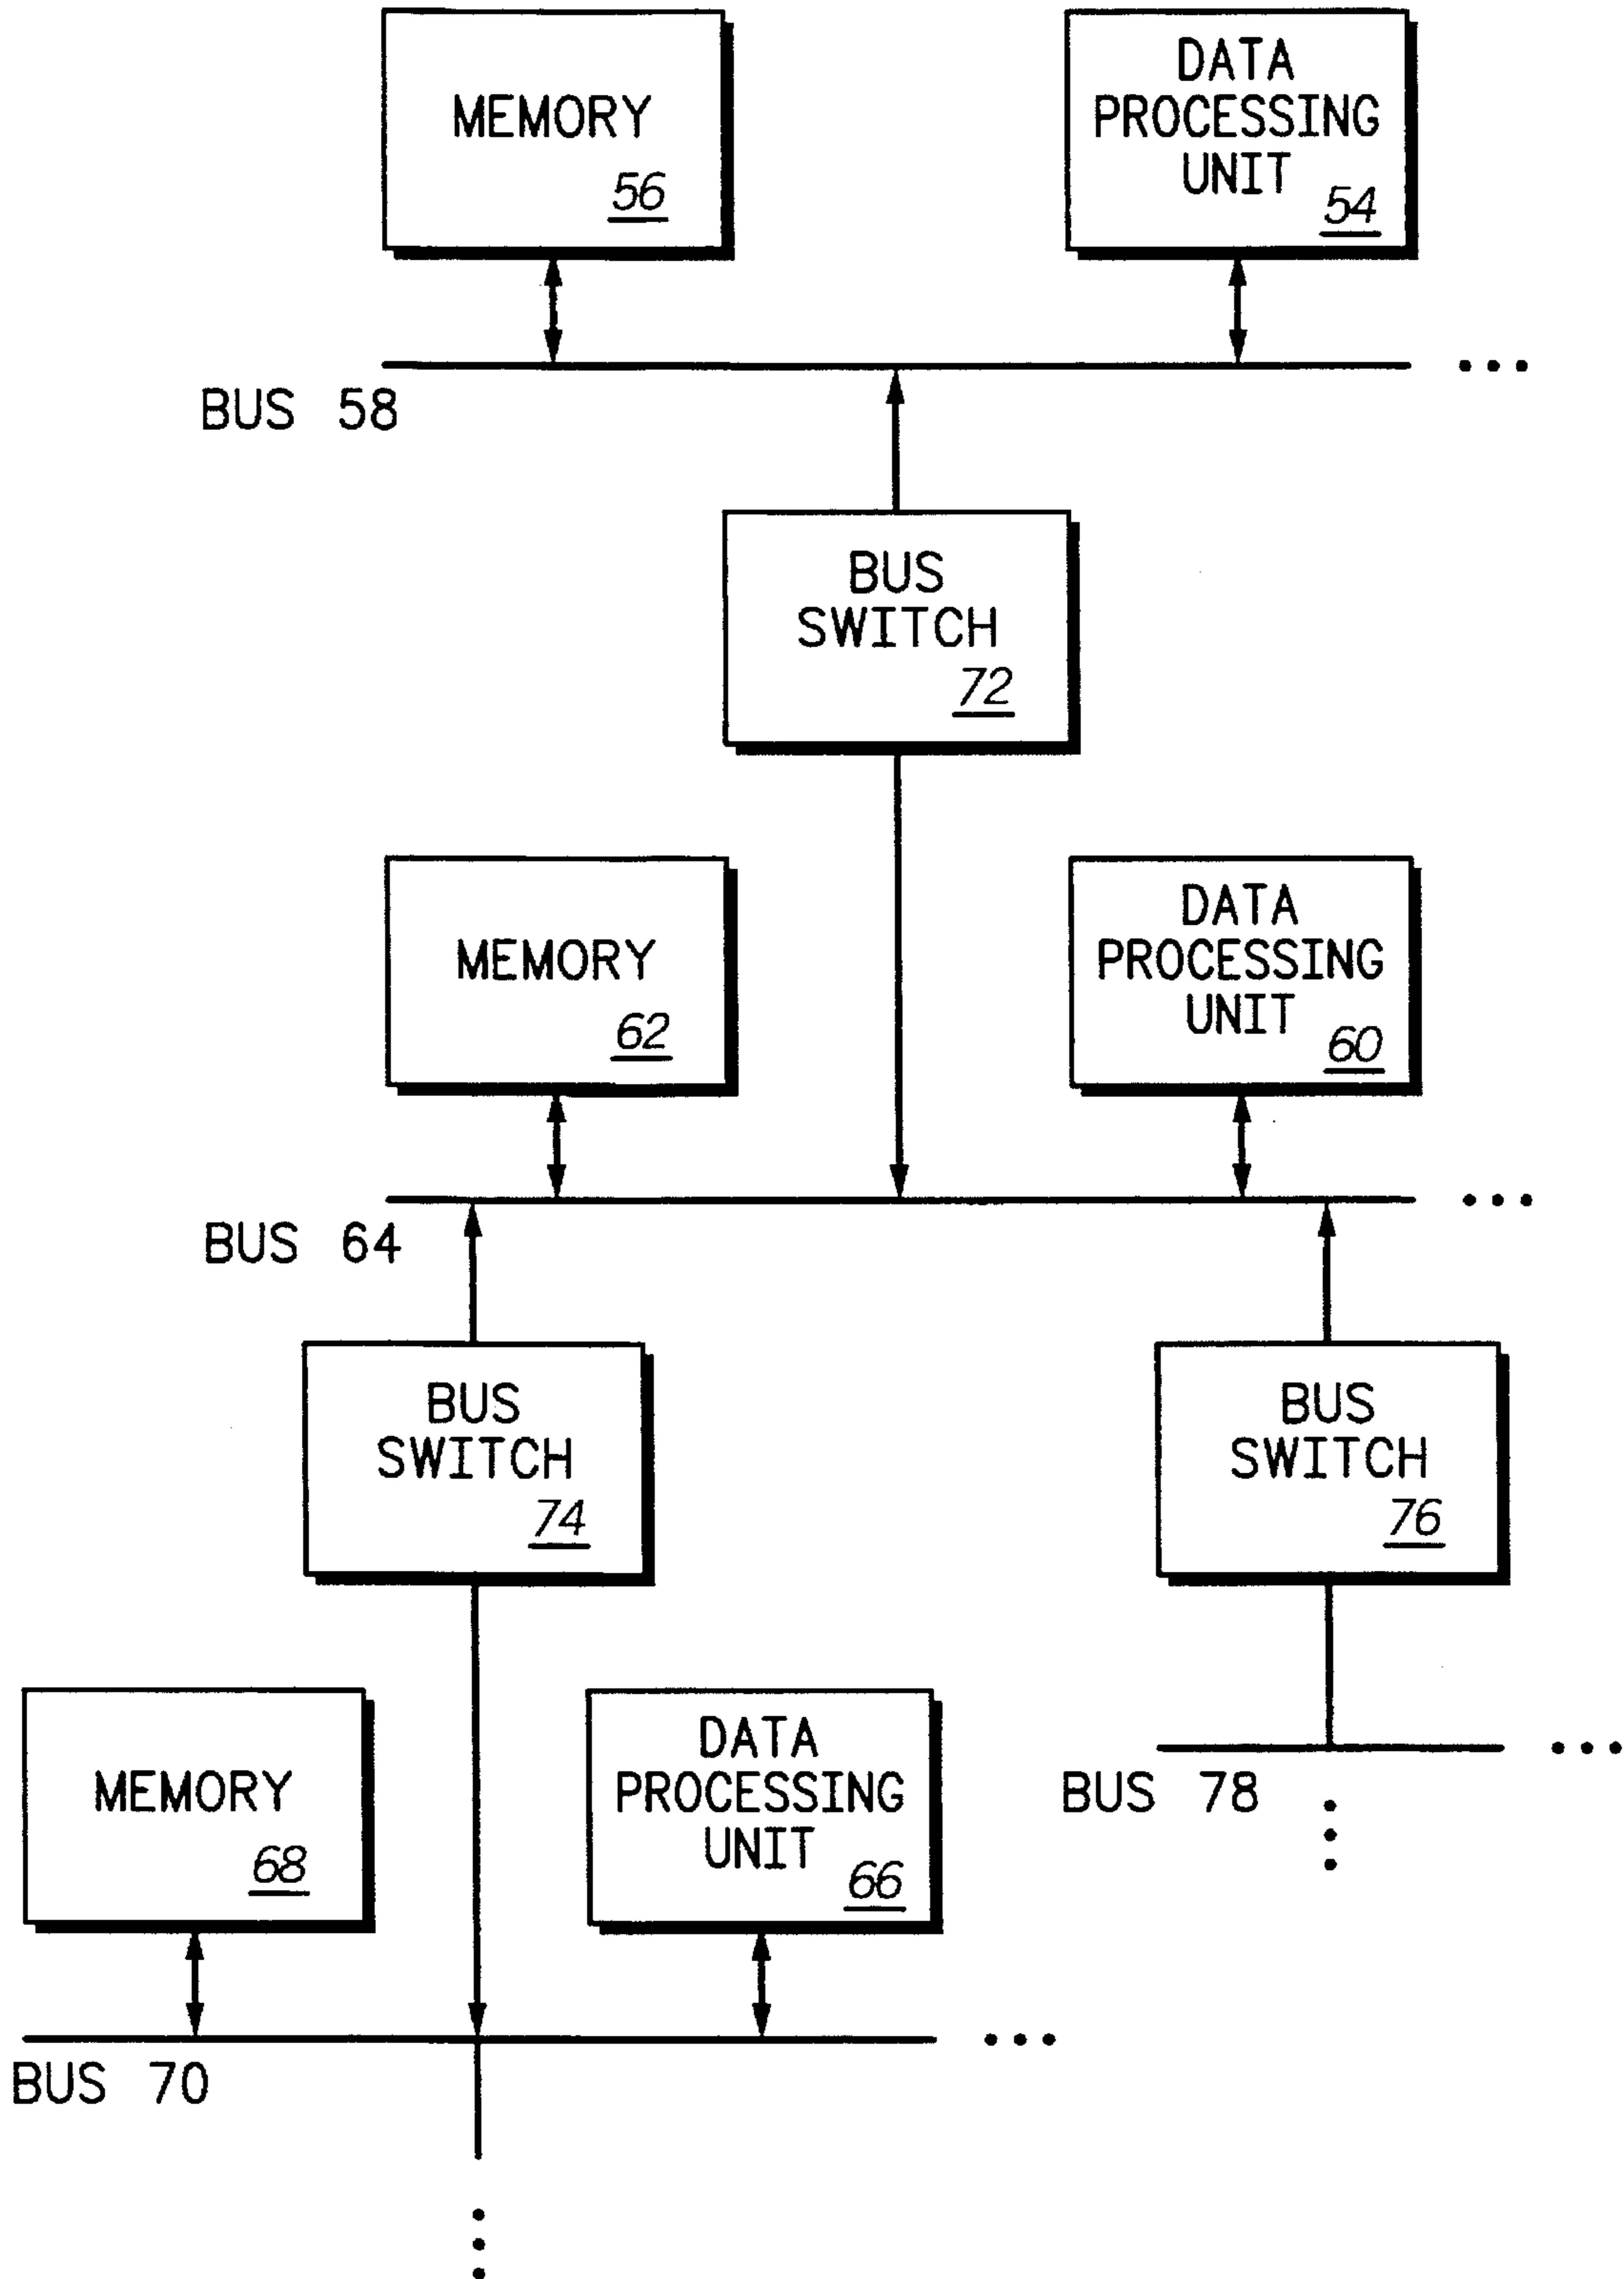 MEMORY
56
DATA
PROCESSING
UNIT
54
BUS 58
BUS
SWITCH
72
MEMORY
62
DATA
PROCESSING
UNIT
60
BUS 64
BUS
SWITCH
74
BUS
SWITCH
76
MEMORY
68
DATA
PROCESSING
UNIT
66
BUS 78
BUS 70